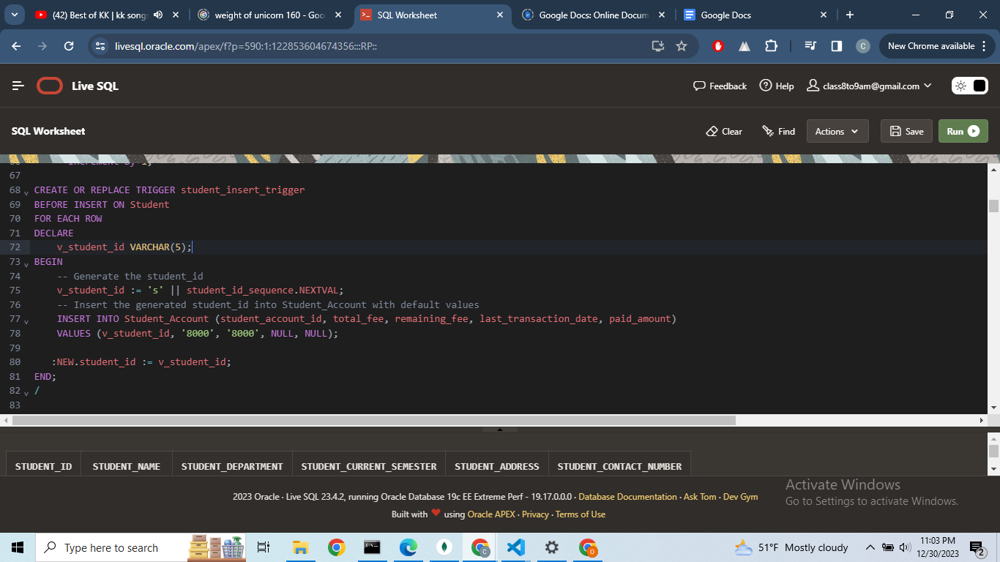 (42) Best of KK | kk songs
weight of unicorn 160 - Goo
SQL Worksheet
Google Docs: Online Docum
Google Docs
livesql.oracle.com/apex/f?p=590:1:122853604674356:::RP::
C
New Chrome available
Live SQL
Feedback
Help
class8to9am@gmail.com
SQL Worksheet
Clear
Find
Actions
Save
Run
66 increment by 1;
67
68 CREATE OR REPLACE TRIGGER student_insert_trigger
69 BEFORE INSERT ON Student
70 FOR EACH ROW
71 DECLARE
72 v_student_id VARCHAR(5);
73 BEGIN
74 -- Generate the student_id
75 v_student_id := 's' || student_id_sequence.NEXTVAL;
76 -- Insert the generated student_id into Student_Account with default values
77 INSERT INTO Student_Account (student_account_id, total_fee, remaining_fee, last_transaction_date, paid_amount)
78 VALUES (v_student_id, '8000', '8000', NULL, NULL);
79
80 :NEW.student_id := v_student_id;
81 END;
82 /
83
STUDENT_ID STUDENT_NAME STUDENT_DEPARTMENT STUDENT_CURRENT_SEMESTER STUDENT_ADDRESS STUDENT_CONTACT_NUMBER
Activate Windows
Go to Settings to activate Windows.
2023 Oracle · Live SQL 23.4.2, running Oracle Database 19c EE Extreme Perf - 19.17.0.0.0 · Database Documentation · Ask Tom · Dev Gym
Built with ❤ using Oracle APEX · Privacy · Terms of Use
Type here to search
C
O
51°F Mostly cloudy
11:03 PM
12/30/2023
2